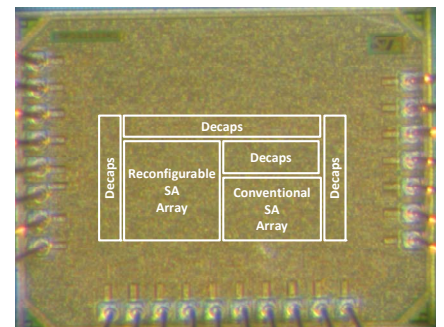 Decaps
Decaps
Reconfigurable
SA
Array
Decaps
Conventional
SA
Array
Decaps